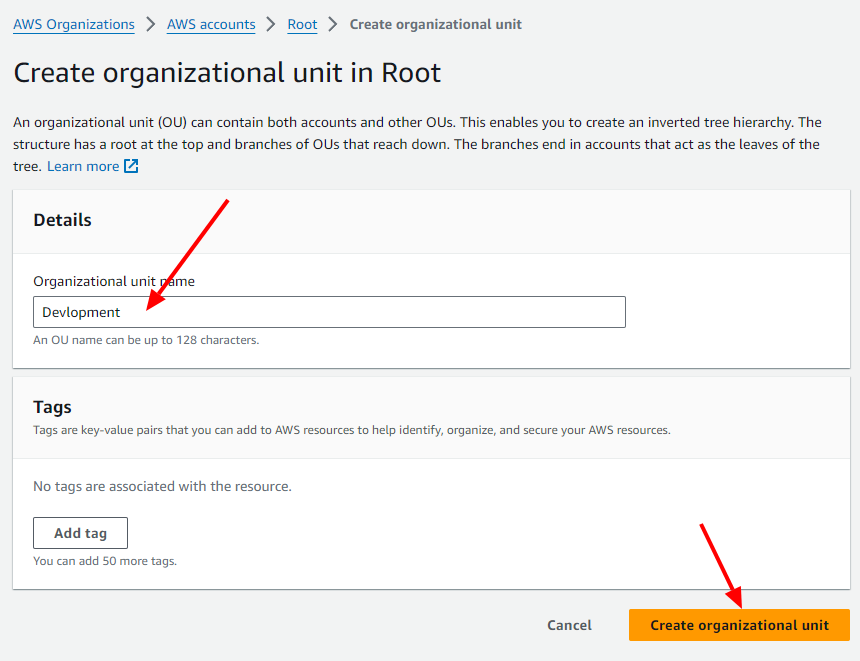 AWS Organizations > AWS accounts > Root > Create organizational unit
Create organizational unit in Root
An organizational unit (OU) can contain both accounts and other OUs. This enables you to create an inverted tree hierarchy. The
structure has a root at the top and branches of OUs that reach down. The branches end in accounts that act as the leaves of the
tree. Learn more
Details
Organizational unit name
Devlopment
An OU name can be up to 128 characters.
Tags
Tags are key-value pairs that you can add to AWS resources to help identify, organize, and secure your AWS resources.
No tags are associated with the resource.
Add tag
You can add 50 more tags.
Cancel Create organizational unit